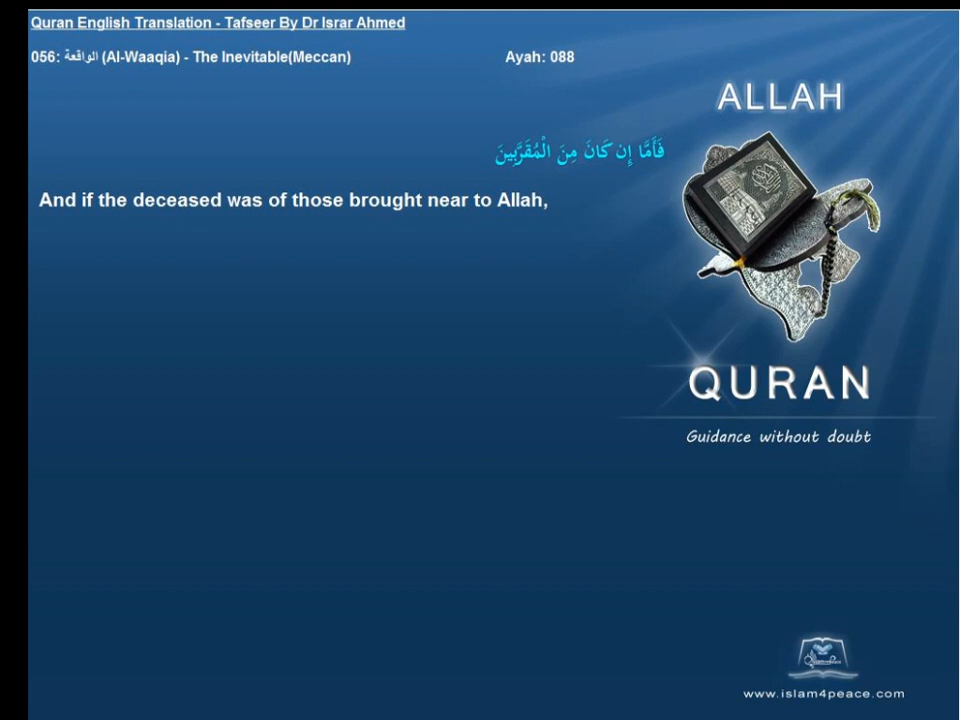 Quran English Translation - Tafseer By Dr Israr Ahmed
056: الواقعة (Al-Waaqia) - The Inevitable(Meccan) Ayah: 088
ALLAH
فَأَمَّا إِن كَانَ مِنَ الْمُقَرَّبِينَ
And if the deceased was of those brought near to Allah,
QURAN
Guidance without doubt
www.islam4peace.com